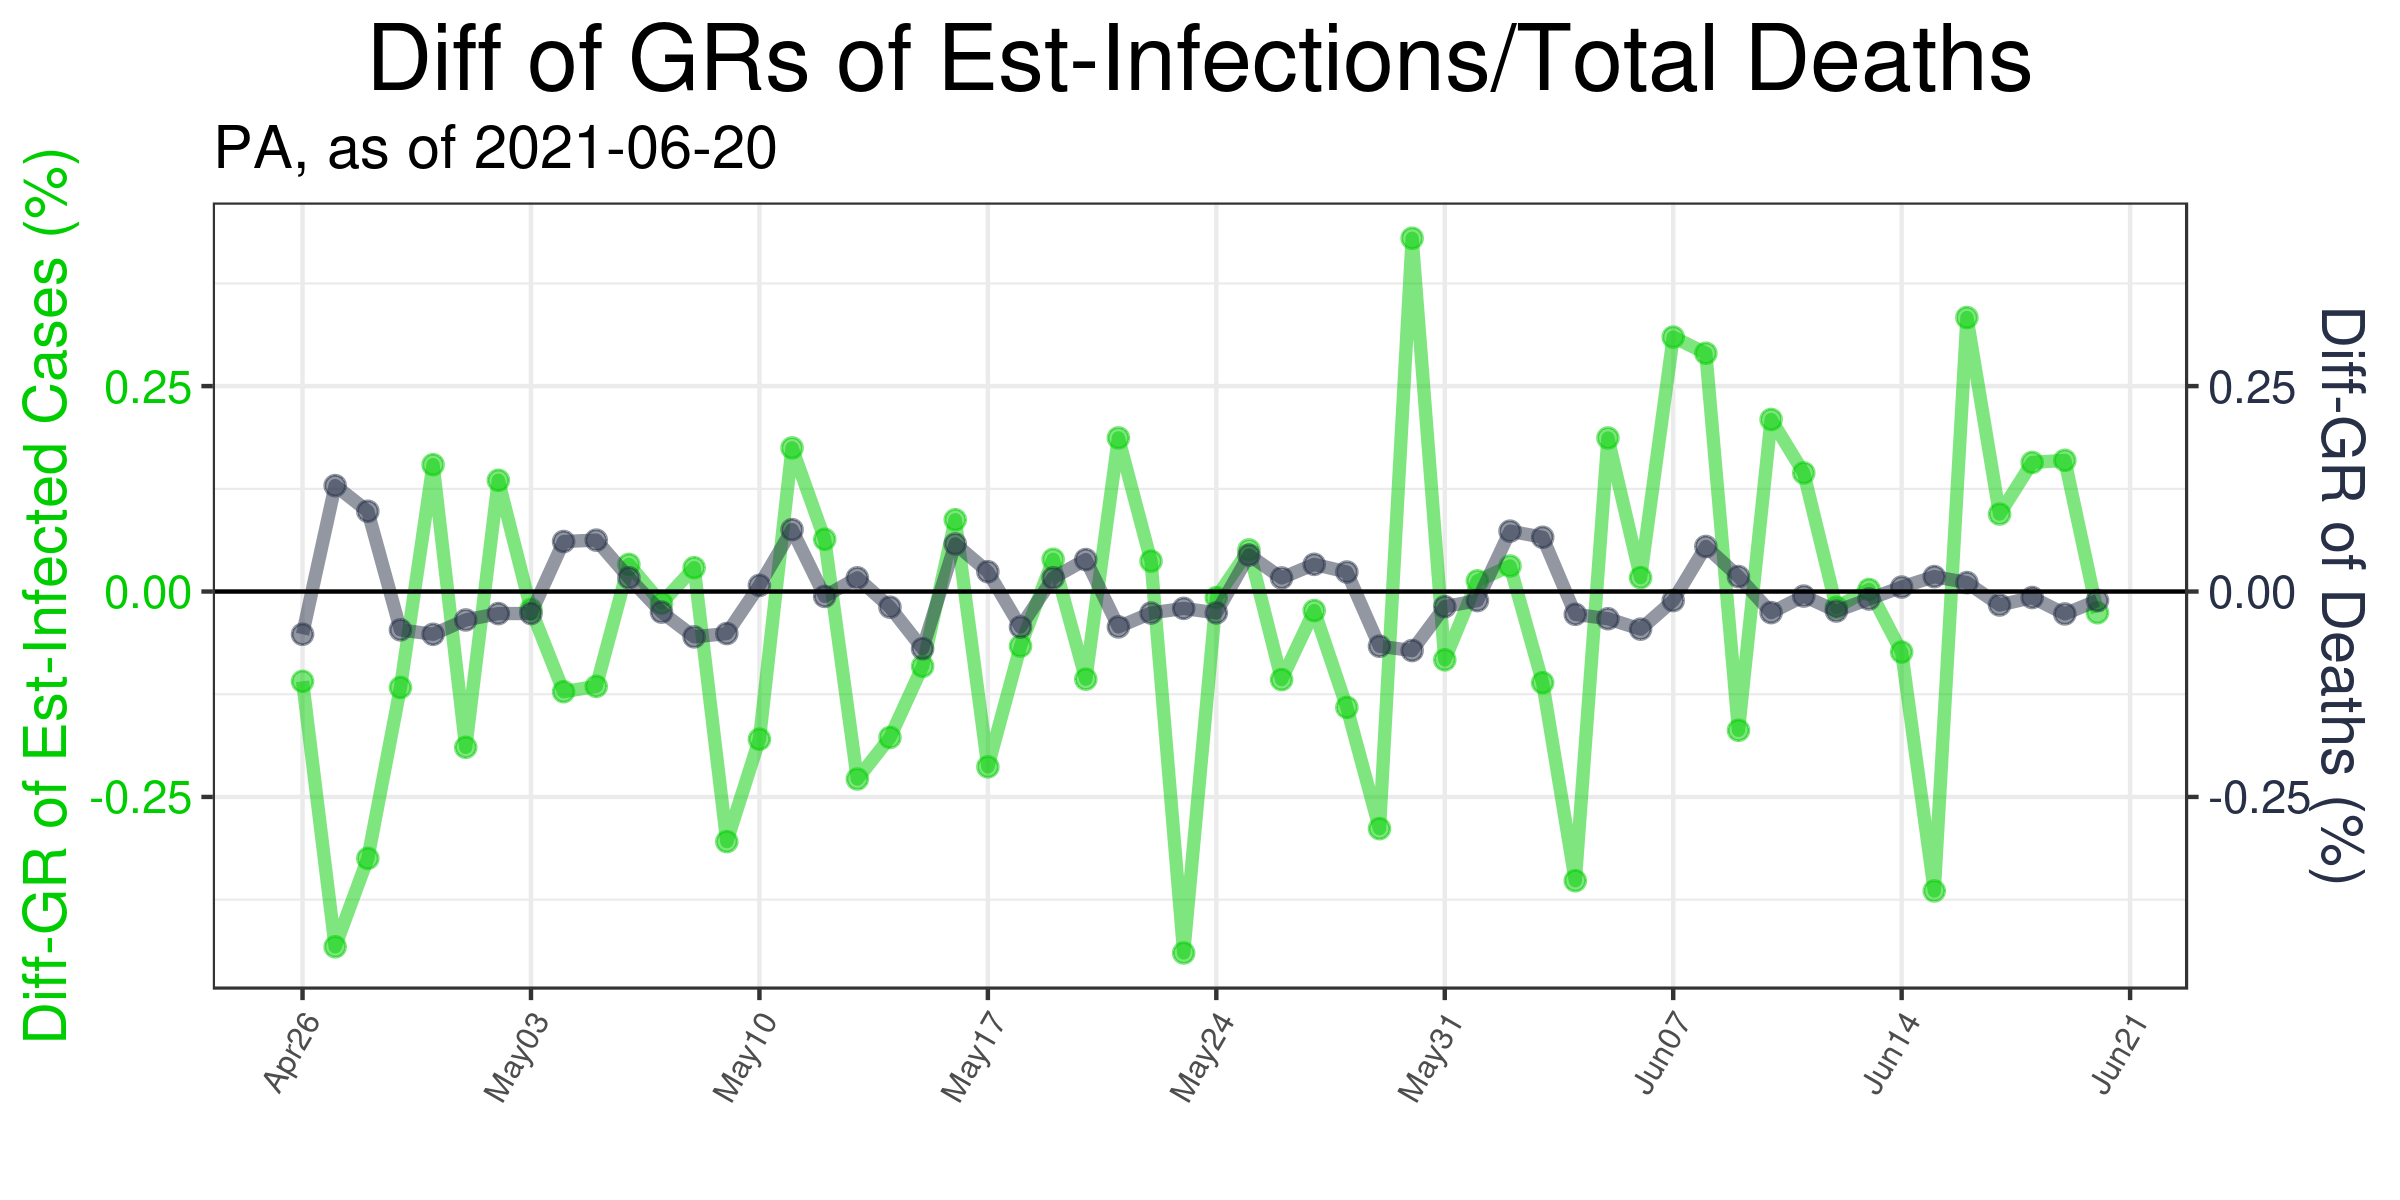 Diff of GRs of Est-Infections/Total Deaths
PA, as of 2021-06-20
Diff-GR of Est-Infected Cases (%)
0.25
0.00
-0.25
0.25
0.00
-0.25
Diff-GR of Deaths (%)
Apr26
May03
May10
May17
May24
May31
Jun07
Jun14
Jun21